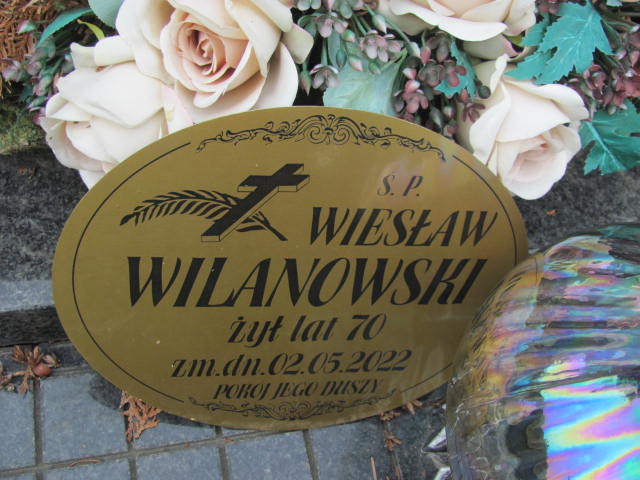 Ś. P.
WIESŁAW
WILANOWSKI
żył lat 70
zm.dn.02.05.2022
POKÓJ JEGO DUSZY